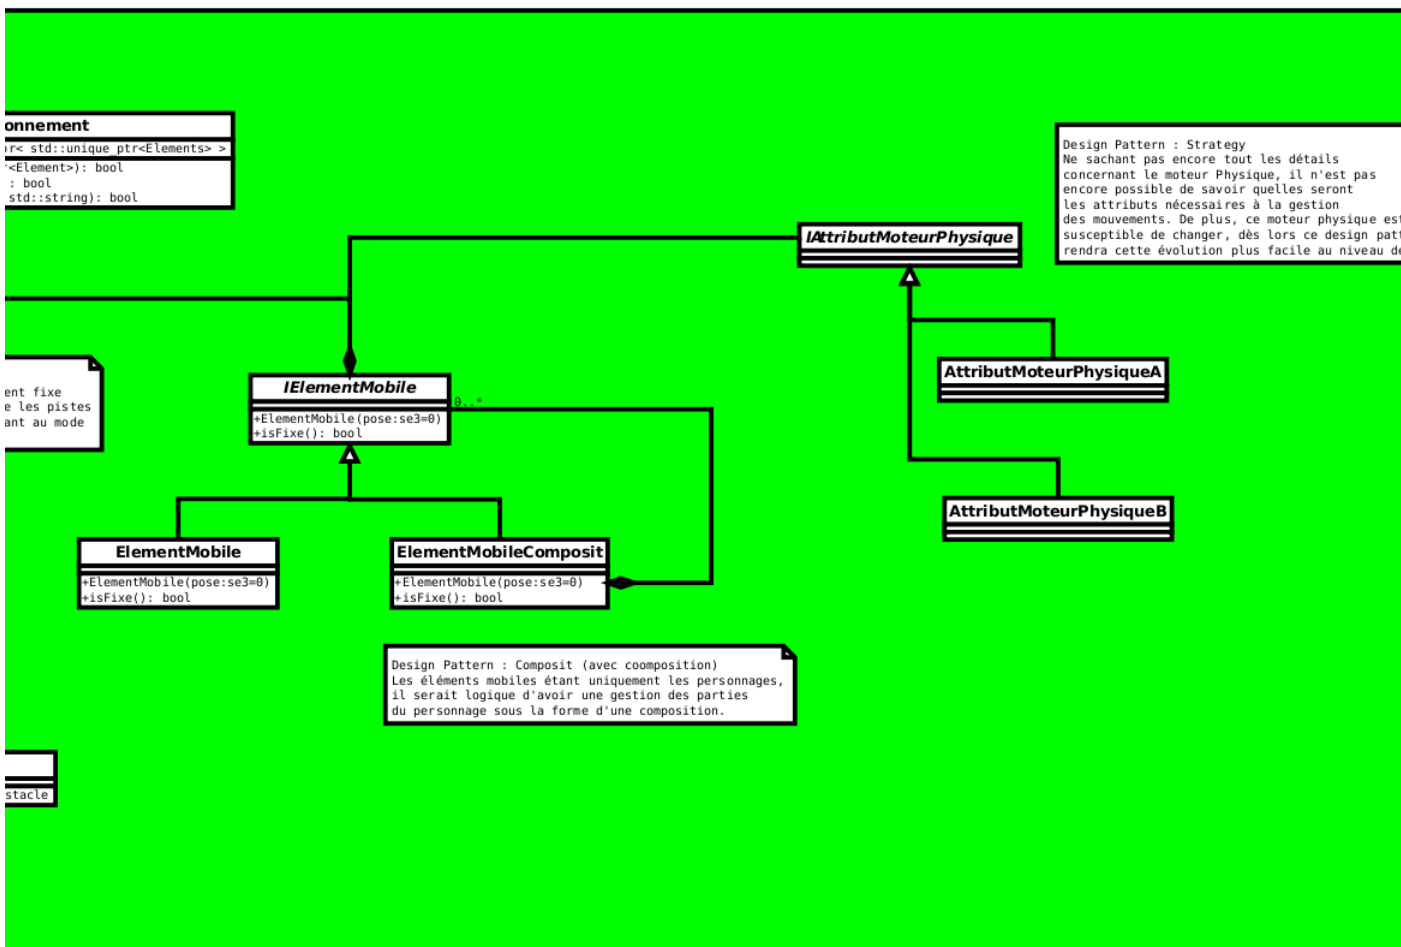 onnement
or< std::unique_ptr<Elements> >
r<Element>): bool
: bool
std::string): bool
Design Pattern : Strategy
Ne sachant pas encore tout les détails
concernant le moteur Physique, il n'est pas
encore possible de savoir quelles seront
les attributs nécessaires à la gestion
des mouvements. De plus, ce moteur physique est
susceptible de changer, dès lors ce design patt
rendra cette évolution plus facile au niveau de
IAttributMoteurPhysique
ent fixe
e les pistes
ant au mode
IElementMobile
0..*
+ElementMobile(pose:se3=0)
+isFixe(): bool
AttributMoteurPhysiqueA
AttributMoteurPhysiqueB
ElementMobile
+ElementMobile(pose:se3=0)
+isFixe(): bool
ElementMobileComposit
+ElementMobile(pose:se3=0)
+isFixe(): bool
Design Pattern : Composit (avec coomposition)
Les éléments mobiles étant uniquement les personnages,
il serait logique d'avoir une gestion des parties
du personnage sous la forme d'une composition.
stacle